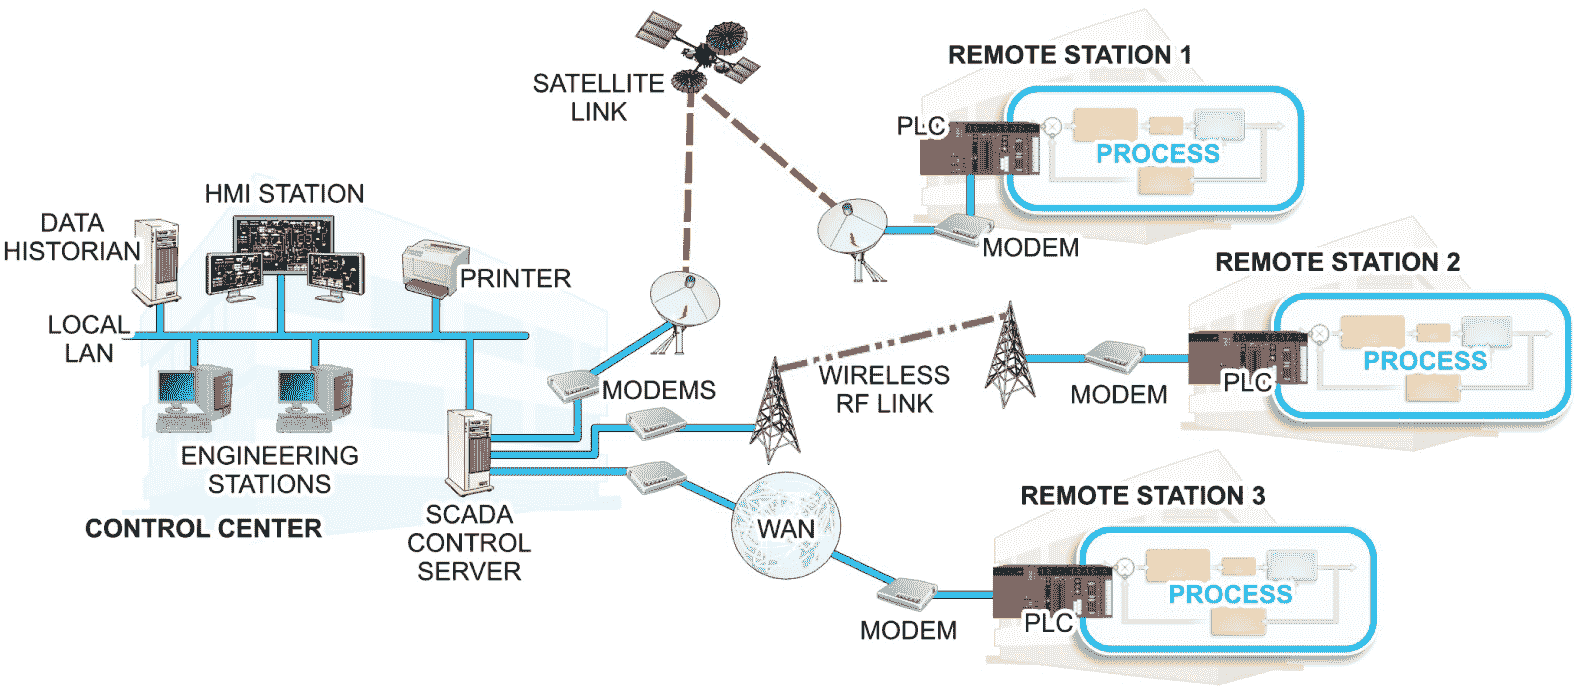 REMOTE STATION 1
SATELLITE
LINK
PLC
PROCESS
MODEM
HMI STATION
DATA
HISTORIAN
PRINTER
LOCAL
LAN
REMOTE STATION 2
PROCESS
PLC
MODEM
WIRELESS
RF LINK
MODEMS
ENGINEERING
STATIONS
CONTROL CENTER
SCADA
CONTROL
SERVER
WAN
REMOTE STATION 3
PROCESS
PLC
MODEM